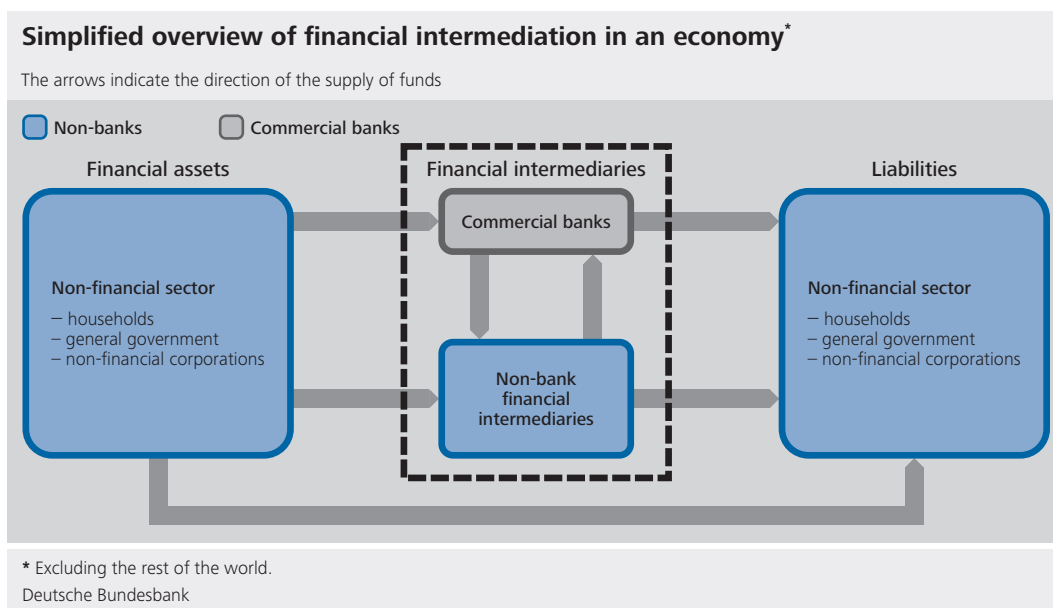 Simplified overview of financial intermediation in an economy*
The arrows indicate the direction of the supply of funds
Non-banks
Commercial banks
Financial assets
Financial intermediaries
Liabilities
Commercial banks
Non-financial sector
– households
– general government
– non-financial corporations
Non-bank
financial
intermediaries
Non-financial sector
– households
– general government
– non-financial corporations
* Excluding the rest of the world.
Deutsche Bundesbank